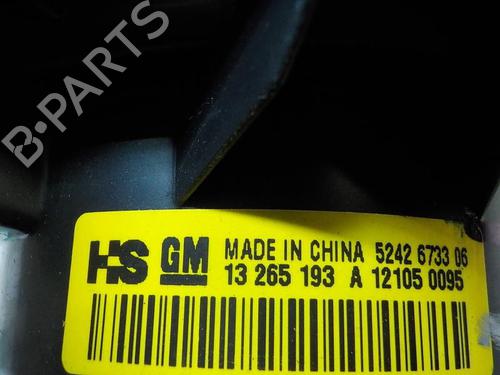 B-PARTS
HS GM MADE IN CHINA 5242 6733 06
13 265 193 A 12105 0095